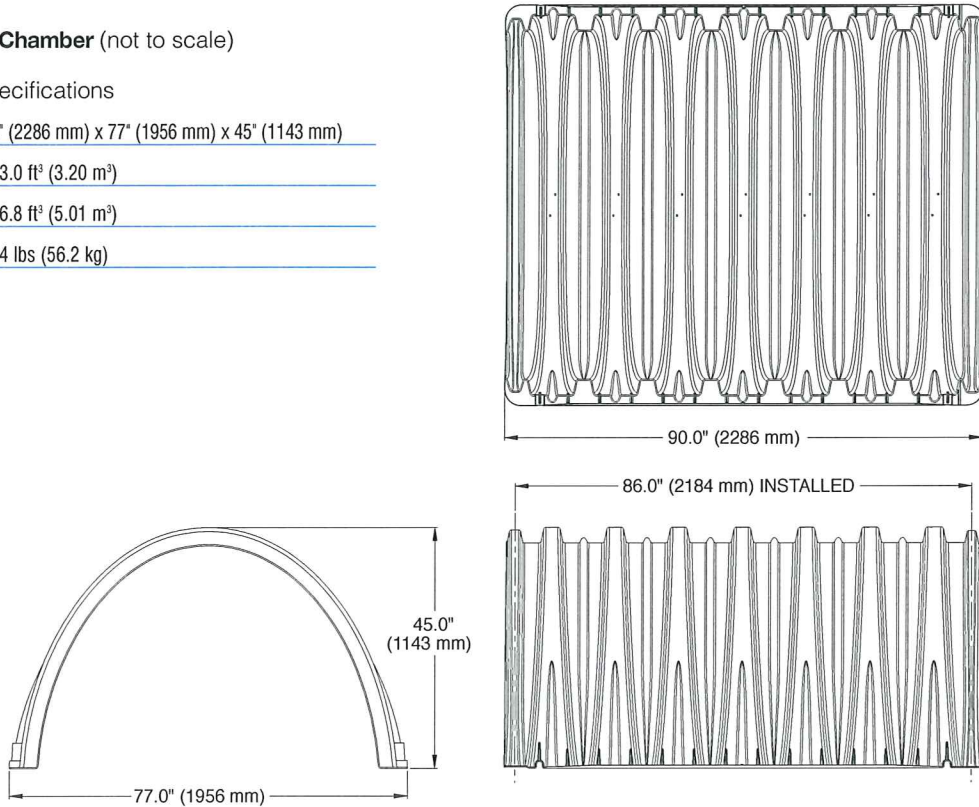 Chamber (not to scale)
ecifications
" (2286 mm) x 77" (1956 mm) x 45" (1143 mm)
3.0 ft³ (3.20 m³)
6.8 ft³ (5.01 m³)
4 lbs (56.2 kg)
90.0" (2286 mm)
86.0" (2184 mm) INSTALLED
45.0"
(1143 mm)
77.0" (1956 mm)